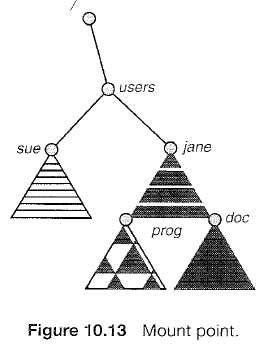 /
users
sue
jane
prog
doc
Figure 10.13 Mount point.